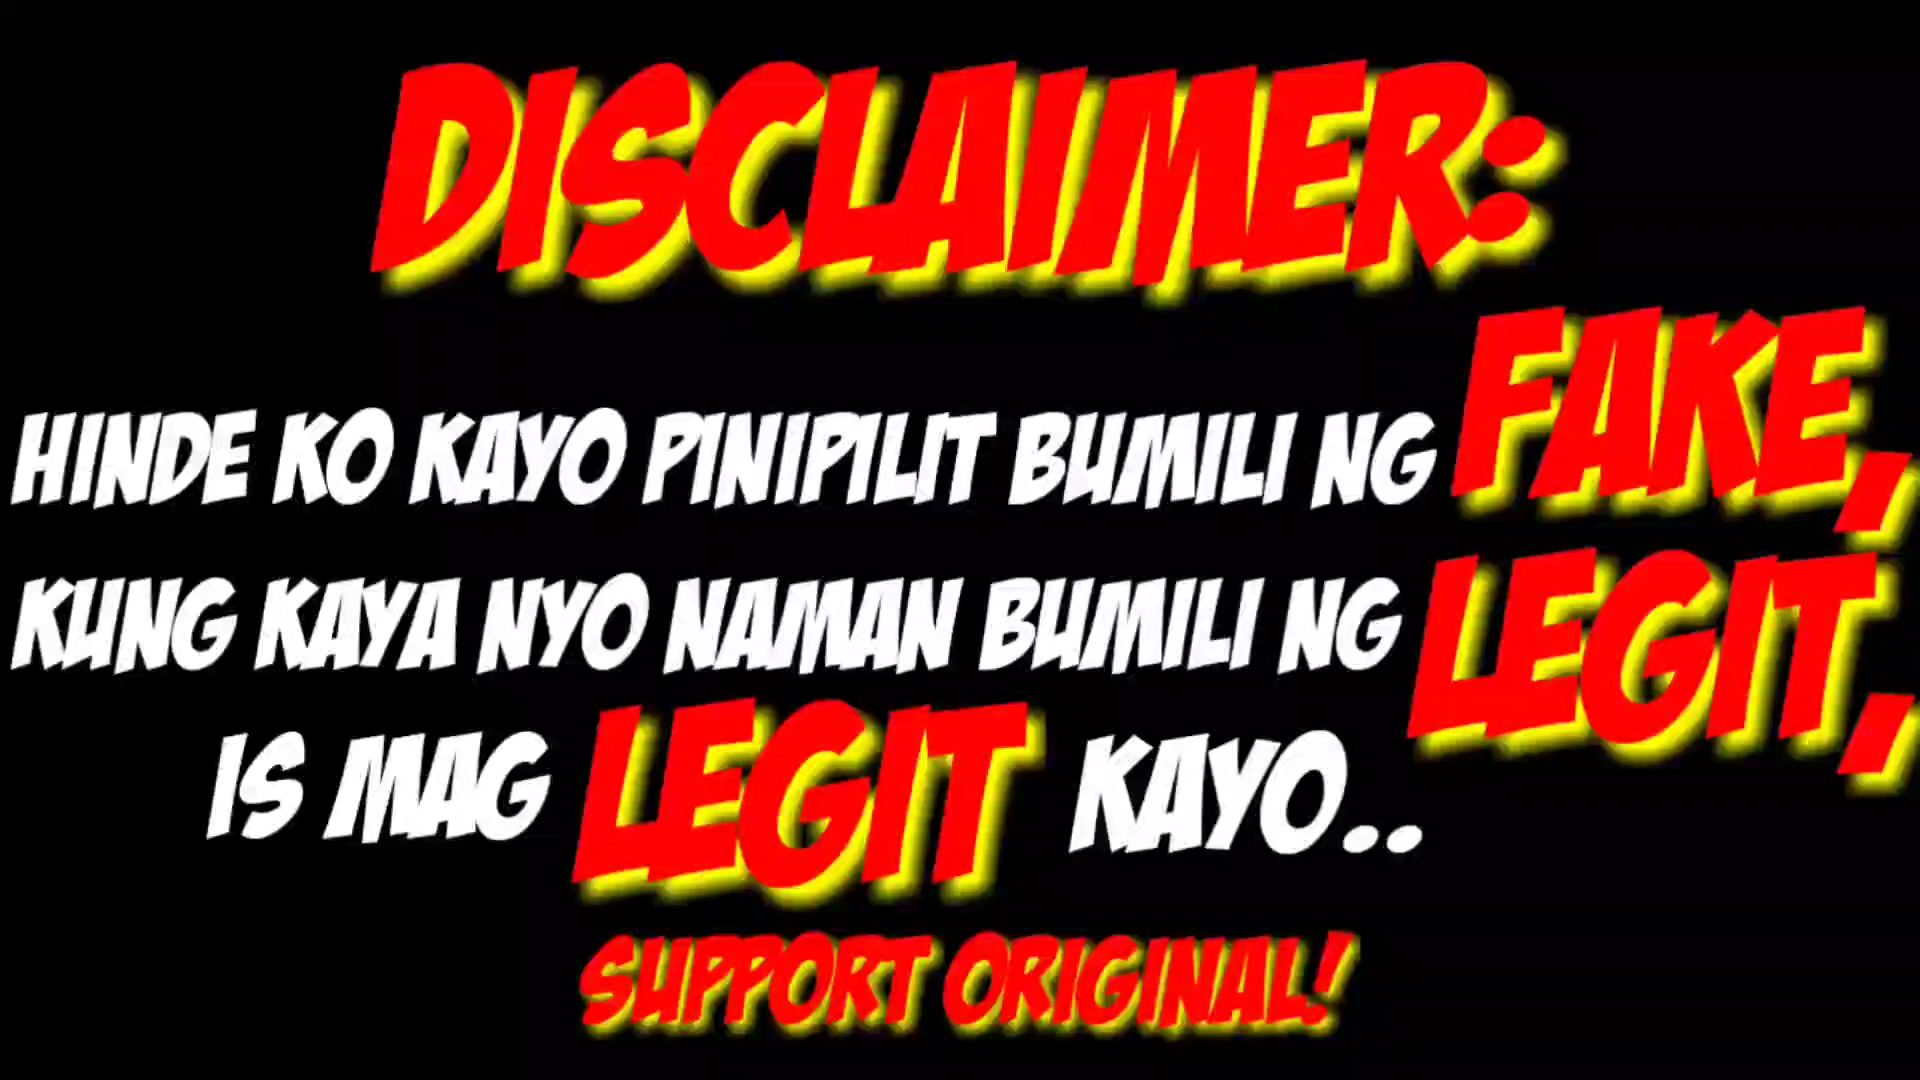 DISCLAIMER:
HINDE KO KAYO PINIPILIT BUMILI NG FAKE,
KUNG KAYA NYO NAMAN BUMILI NG LEGIT,
IS MAG LEGIT KAYO..
SUPPORT ORIGINAL!